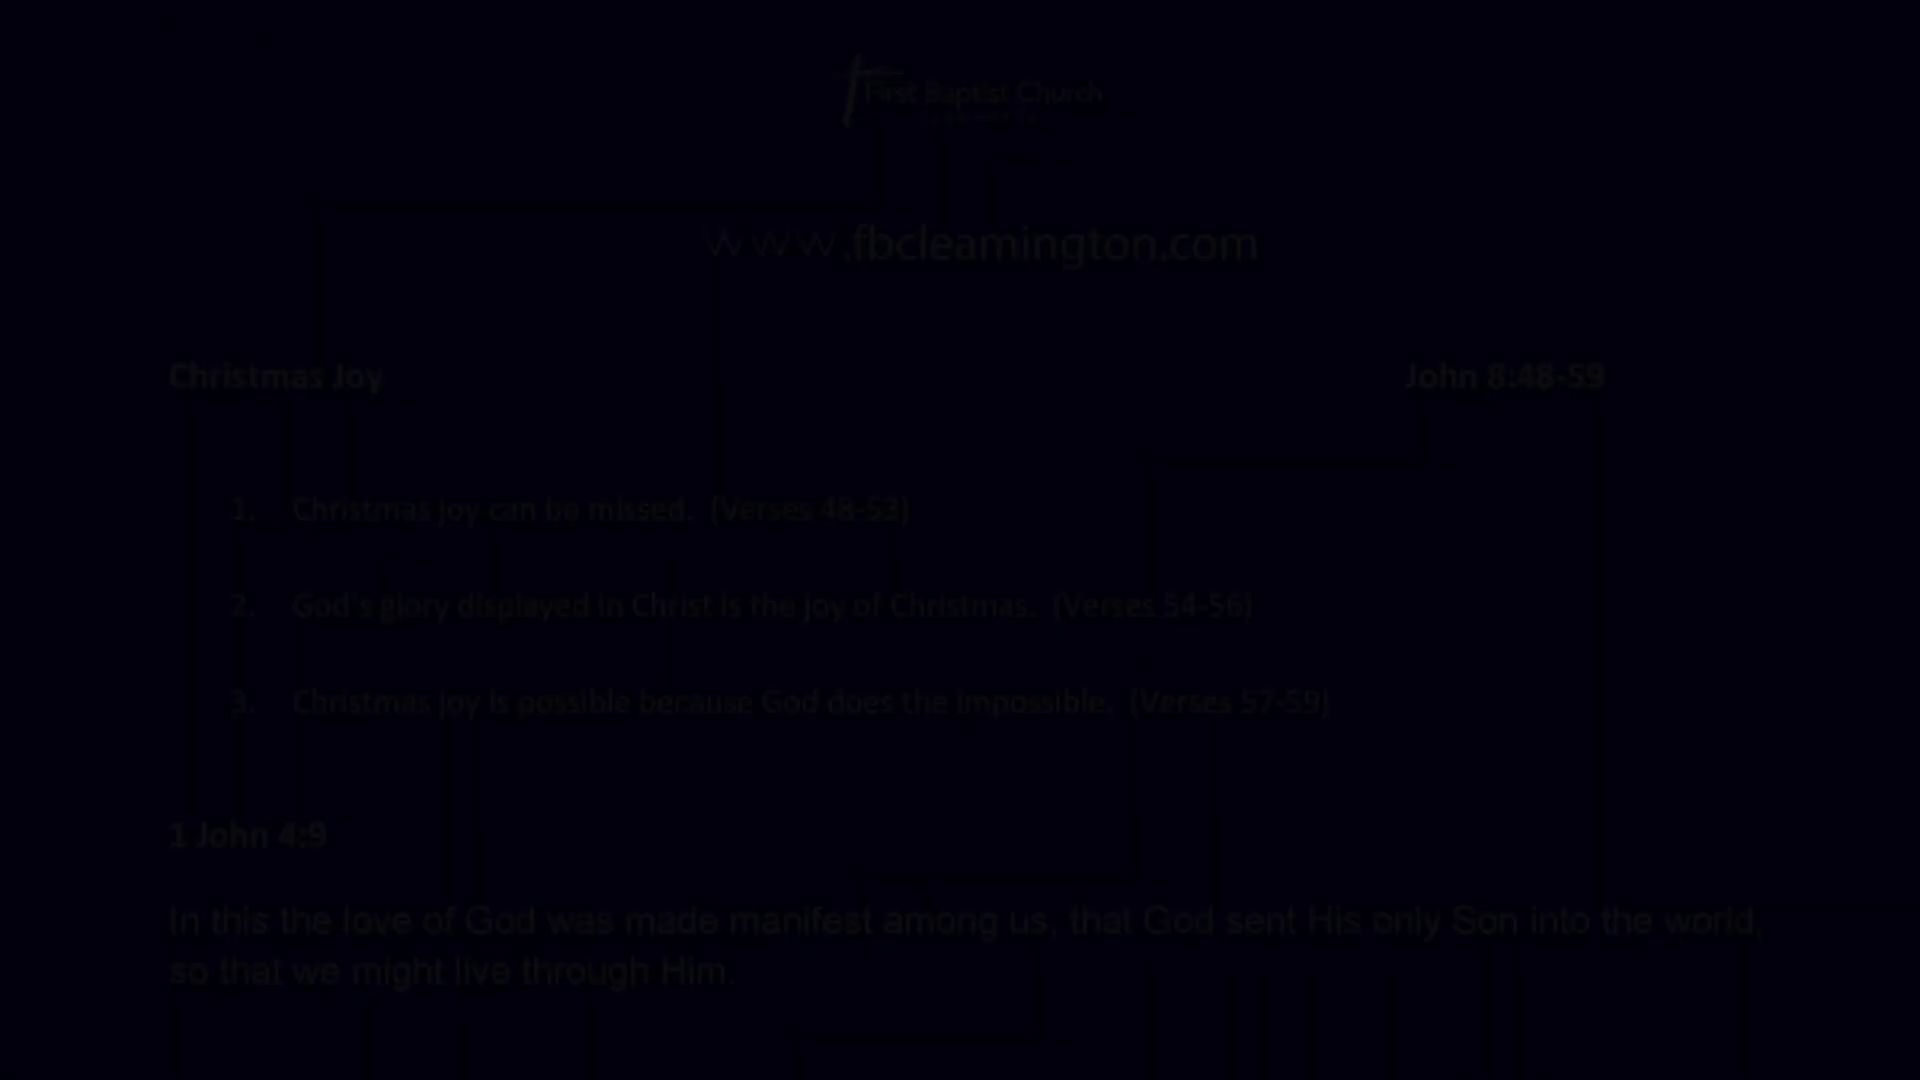 First Baptist Church
www.fbcleamington.com
Christmas Joy John 8:48-59
1. Christmas joy can be missed. (Verses 48-53)
2. God's glory displayed in Christ is the joy of Christmas. (Verses 54-56)
3. Christmas joy is possible because God does the impossible. (Verses 57-59)
1 John 4:9
In this the love of God was made manifest among us, that God sent His only Son into the world,
so that we might live through Him.